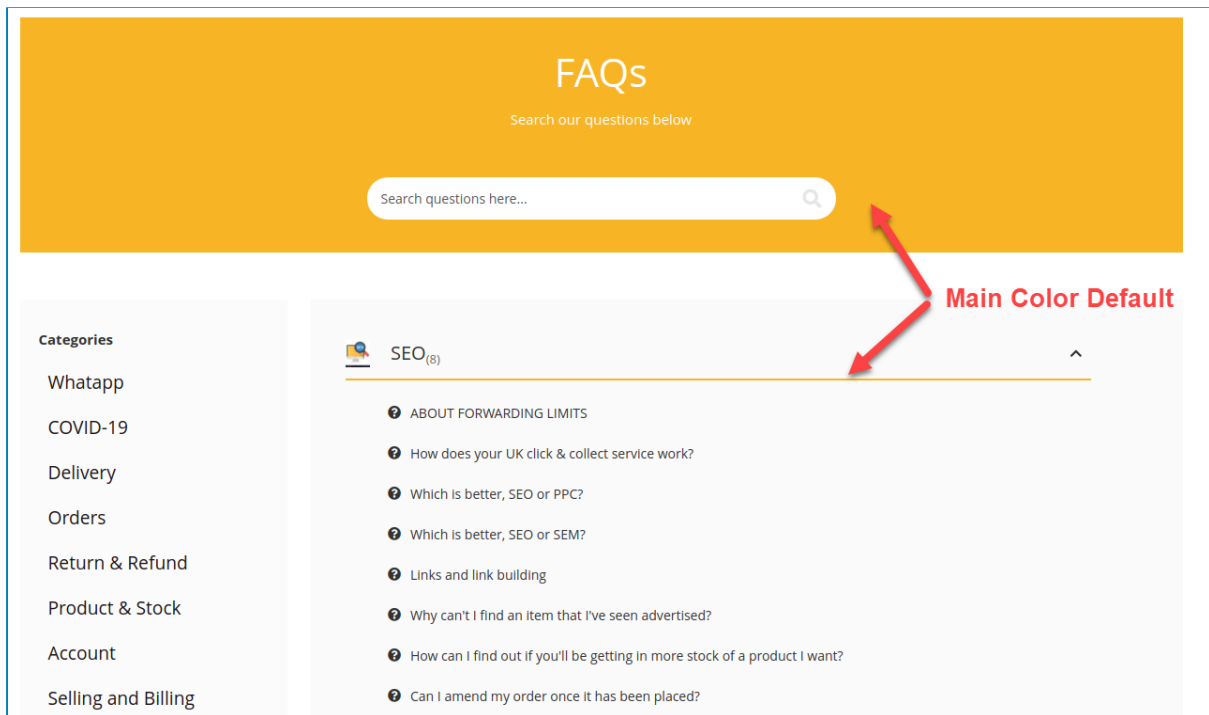 FAQs
Search our questions below
Search questions here...
Main Color Default
Categories
Whatapp
COVID-19
Delivery
Orders
Return & Refund
Product & Stock
Account
Selling and Billing
SEO(8)
ABOUT FORWARDING LIMITS
How does your UK click & collect service work?
Which is better, SEO or PPC?
Which is better, SEO or SEM?
Links and link building
Why can't I find an item that I've seen advertised?
How can I find out if you'll be getting in more stock of a product I want?
Can I amend my order once it has been placed?